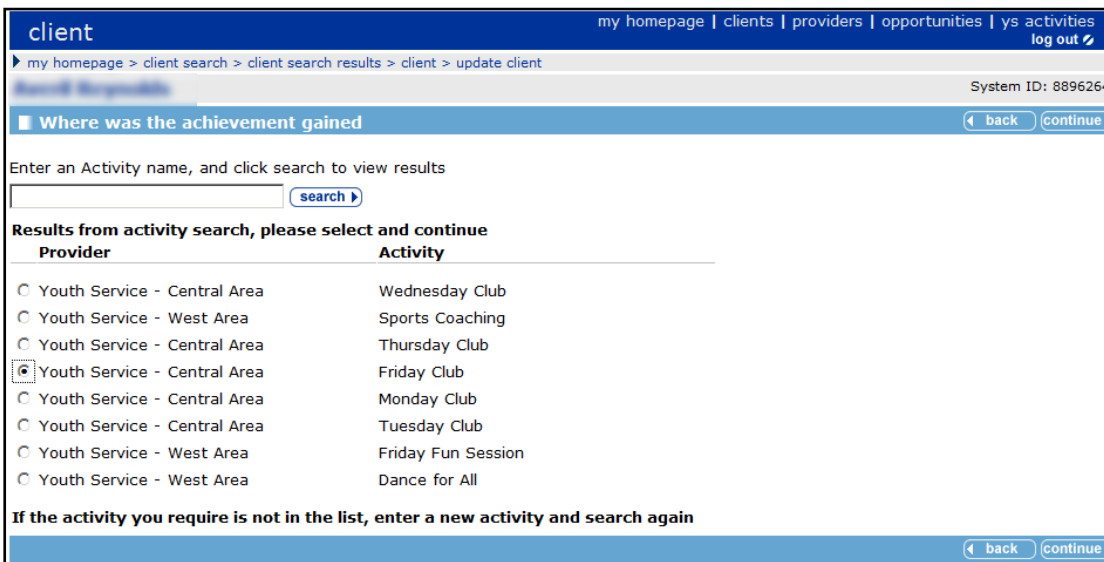 client
my homepage | clients | providers | opportunities | ys activities
log out
my homepage > client search > client search results > client > update client
System ID: 889626
Where was the achievement gained
back continue
Enter an Activity name, and click search to view results
search
Results from activity search, please select and continue
Provider Activity
Youth Service - Central Area Wednesday Club
Youth Service - West Area Sports Coaching
Youth Service - Central Area Thursday Club
Youth Service - Central Area Friday Club
Youth Service - Central Area Monday Club
Youth Service - Central Area Tuesday Club
Youth Service - West Area Friday Fun Session
Youth Service - West Area Dance for All
If the activity you require is not in the list, enter a new activity and search again
back continue